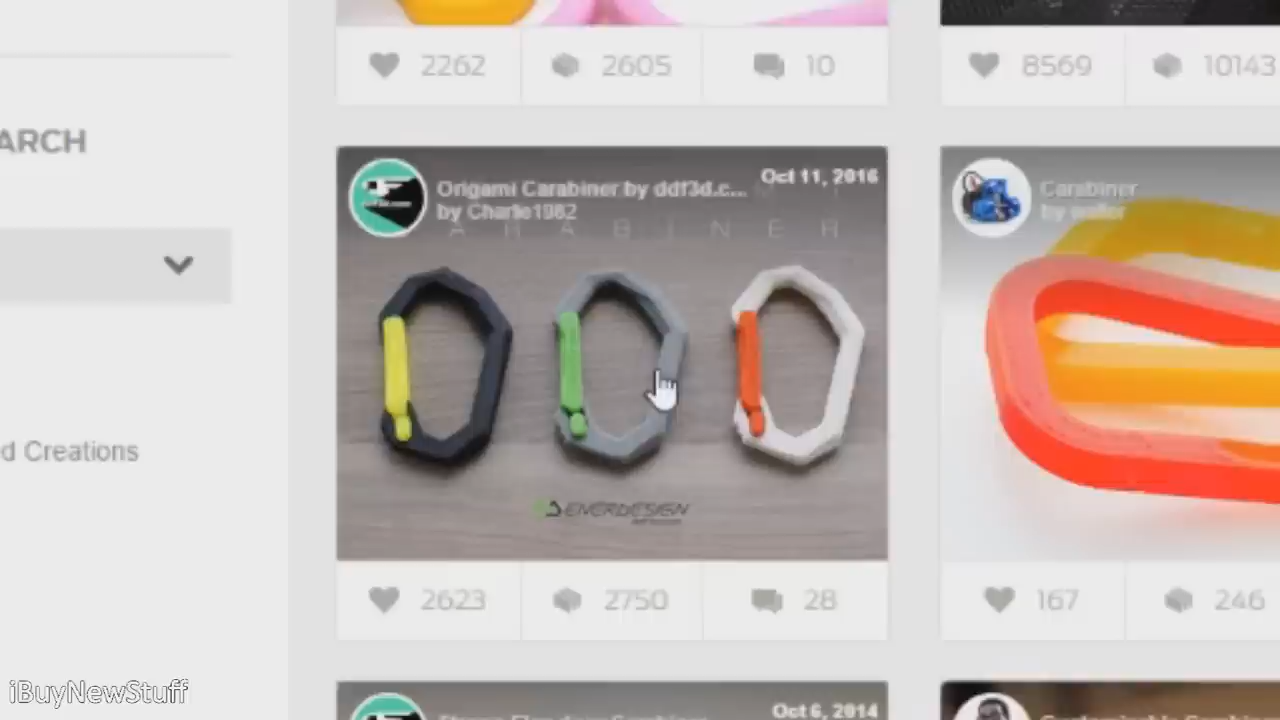 2262 2605 10
8569 10143
ARCH
Origami Carabiner by ddf3d.c...
by Charlie1982
Oct 11, 2016
A R A B I N E R
Carabiner
d Creations
2623 2750 28
167 246
iBuyNewStuff
Oct 6, 2014